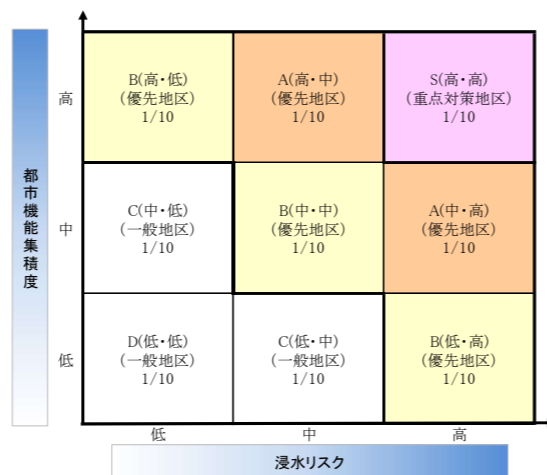 都市機能集積度
高
B(高・低)
(優先地区)
1/10
A(高・中)
(優先地区)
1/10
S(高・高)
(重点対策地区)
1/10
中
C(中・低)
(一般地区)
1/10
B(中・中)
(優先地区)
1/10
A(中・高)
(優先地区)
1/10
低
D(低・低)
(一般地区)
1/10
C(低・中)
(一般地区)
1/10
B(低・高)
(優先地区)
1/10
低
中
高
浸水リスク